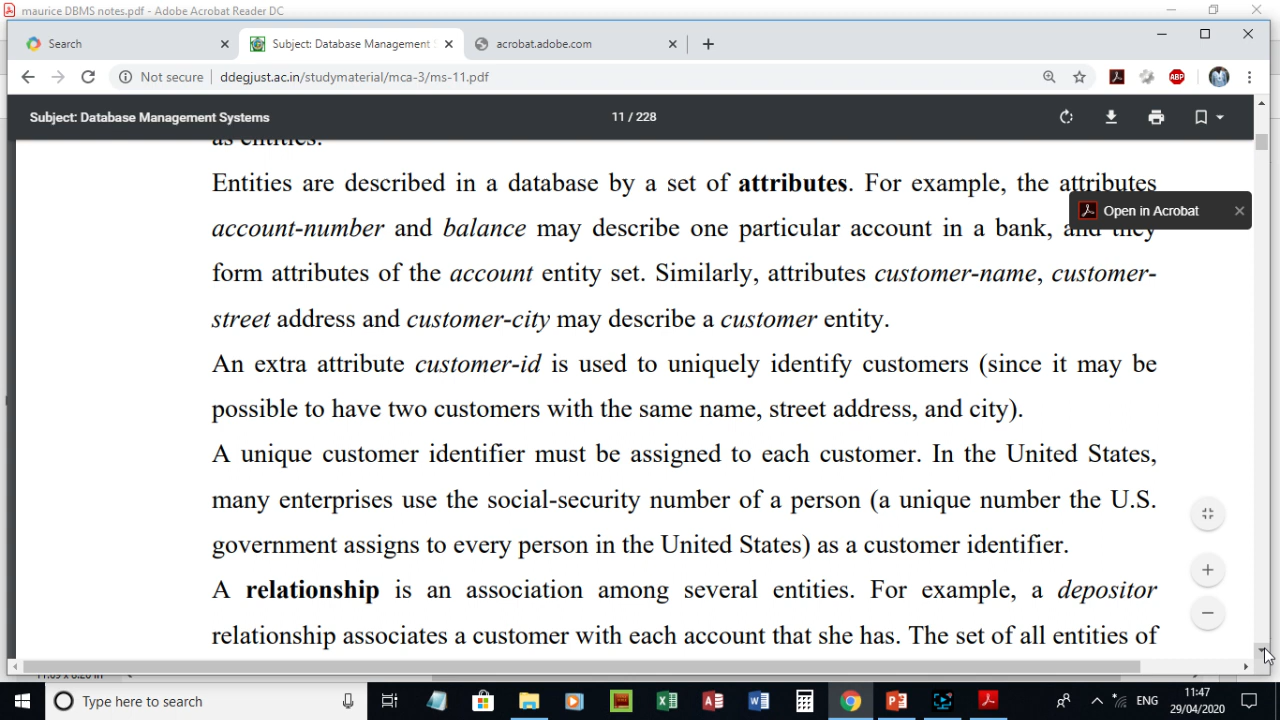 maurice DBMS notes.pdf - Adobe Acrobat Reader DC
Search
Subject: Database Management
acrobat.adobe.com
Not secure
ddegjust.ac.in/studymaterial/mca-3/ms-11.pdf
ABP
Subject: Database Management Systems
11 / 228
as entities.
Entities are described in a database by a set of attributes. For example, the attributes
Open in Acrobat
account-number and balance may describe one particular account in a bank, and they
form attributes of the account entity set. Similarly, attributes customer-name, customer-
street address and customer-city may describe a customer entity.
An extra attribute customer-id is used to uniquely identify customers (since it may be
possible to have two customers with the same name, street address, and city).
A unique customer identifier must be assigned to each customer. In the United States,
many enterprises use the social-security number of a person (a unique number the U.S.
government assigns to every person in the United States) as a customer identifier.
A relationship is an association among several entities. For example, a depositor
relationship associates a customer with each account that she has. The set of all entities of
Type here to search
ENG
11:47
29/04/2020